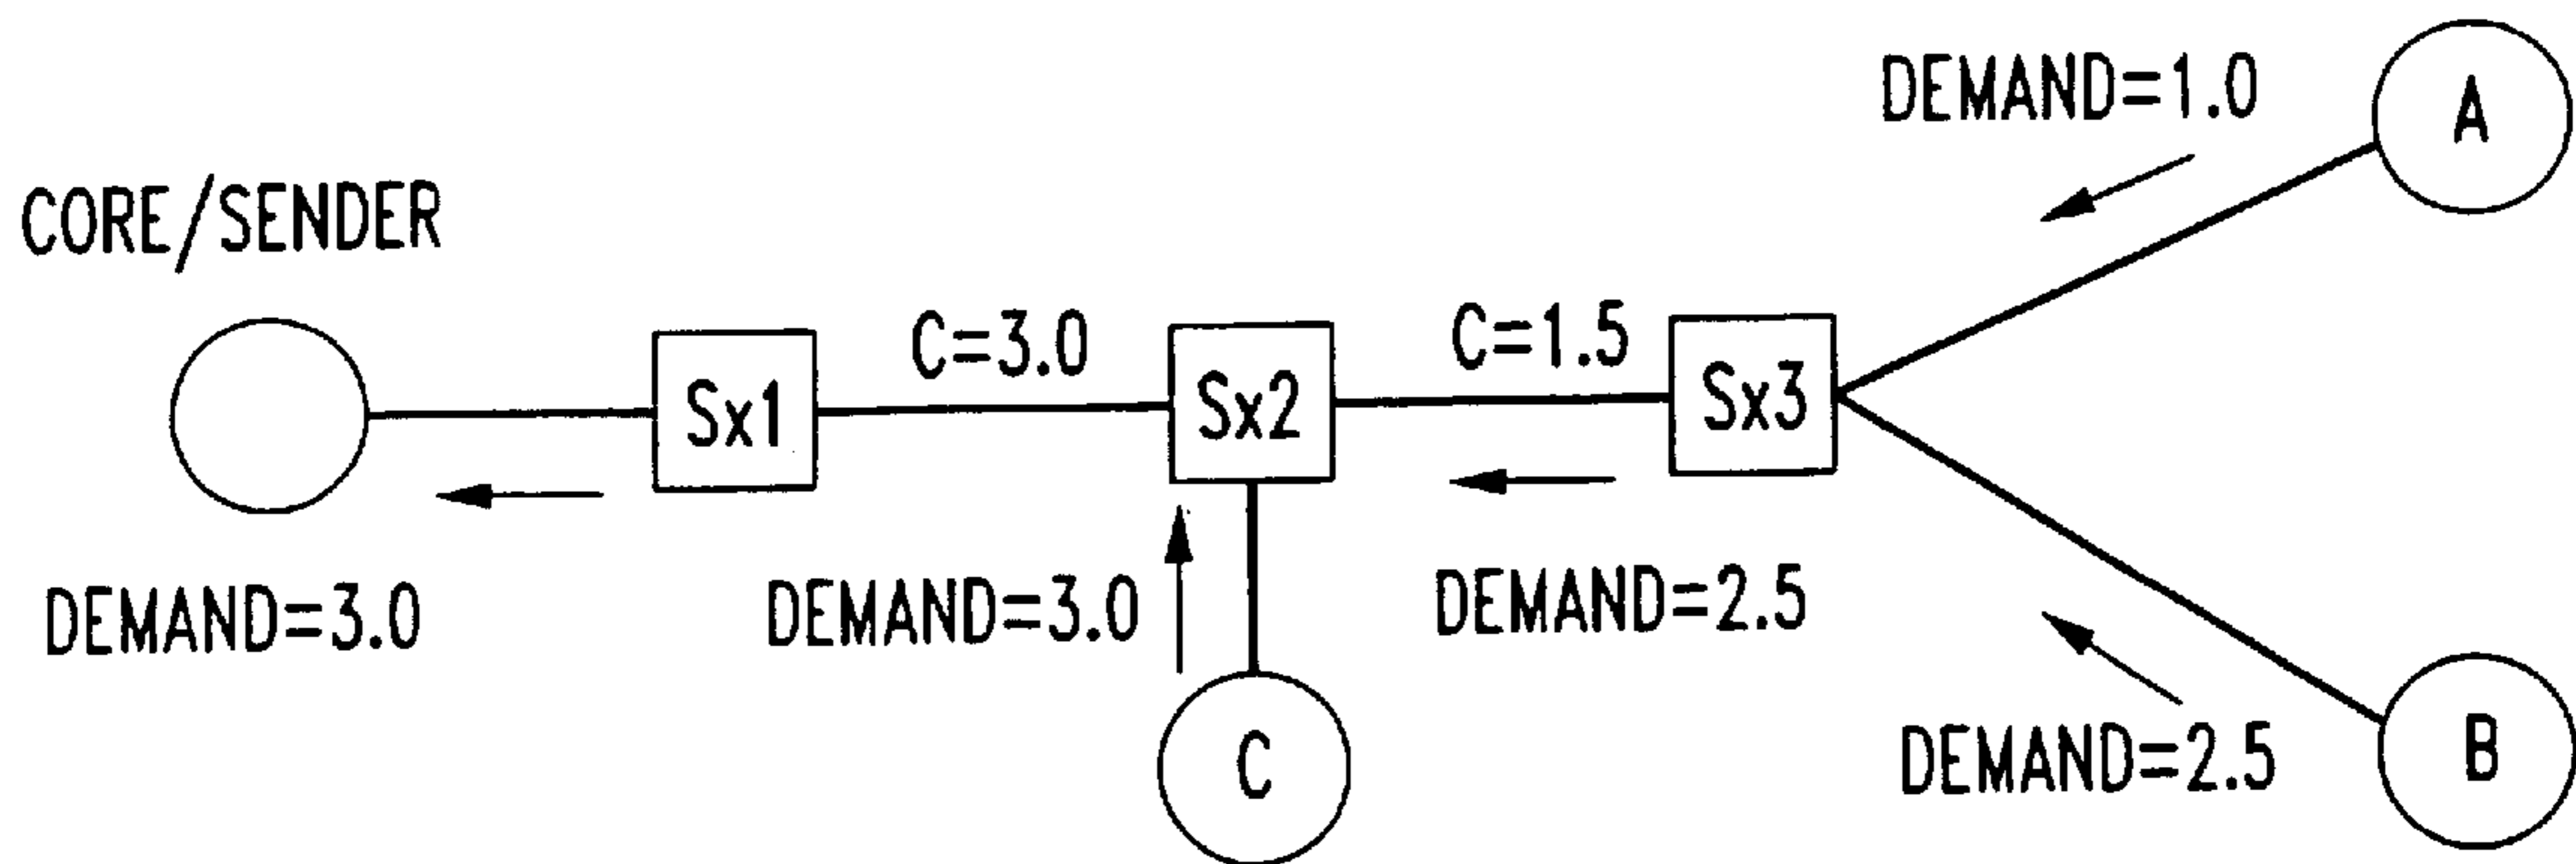 DEMAND=1.0
A
CORE/SENDER
C=3.0
C=1.5
Sx1
Sx2
Sx3
DEMAND=3.0
DEMAND=3.0
DEMAND=2.5
DEMAND=2.5
C
B